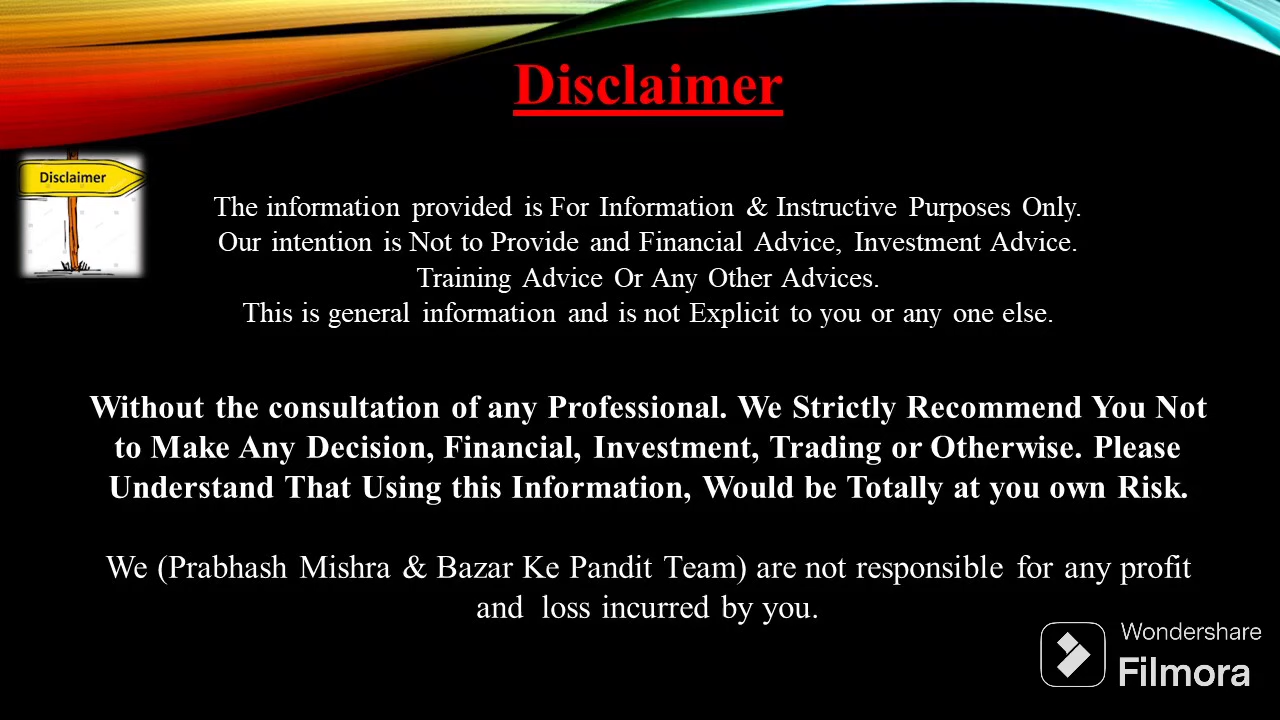 Disclaimer
Disclaimer
The information provided is For Information & Instructive Purposes Only.
Our intention is Not to Provide and Financial Advice, Investment Advice.
Training Advice Or Any Other Advices.
This is general information and is not Explicit to you or any one else.
Without the consultation of any Professional. We Strictly Recommend You Not
to Make Any Decision, Financial, Investment, Trading or Otherwise. Please
Understand That Using this Information, Would be Totally at you own Risk.
We (Prabhash Mishra & Bazar Ke Pandit Team) are not responsible for any profit
and loss incurred by you.
Wondershare
Filmora